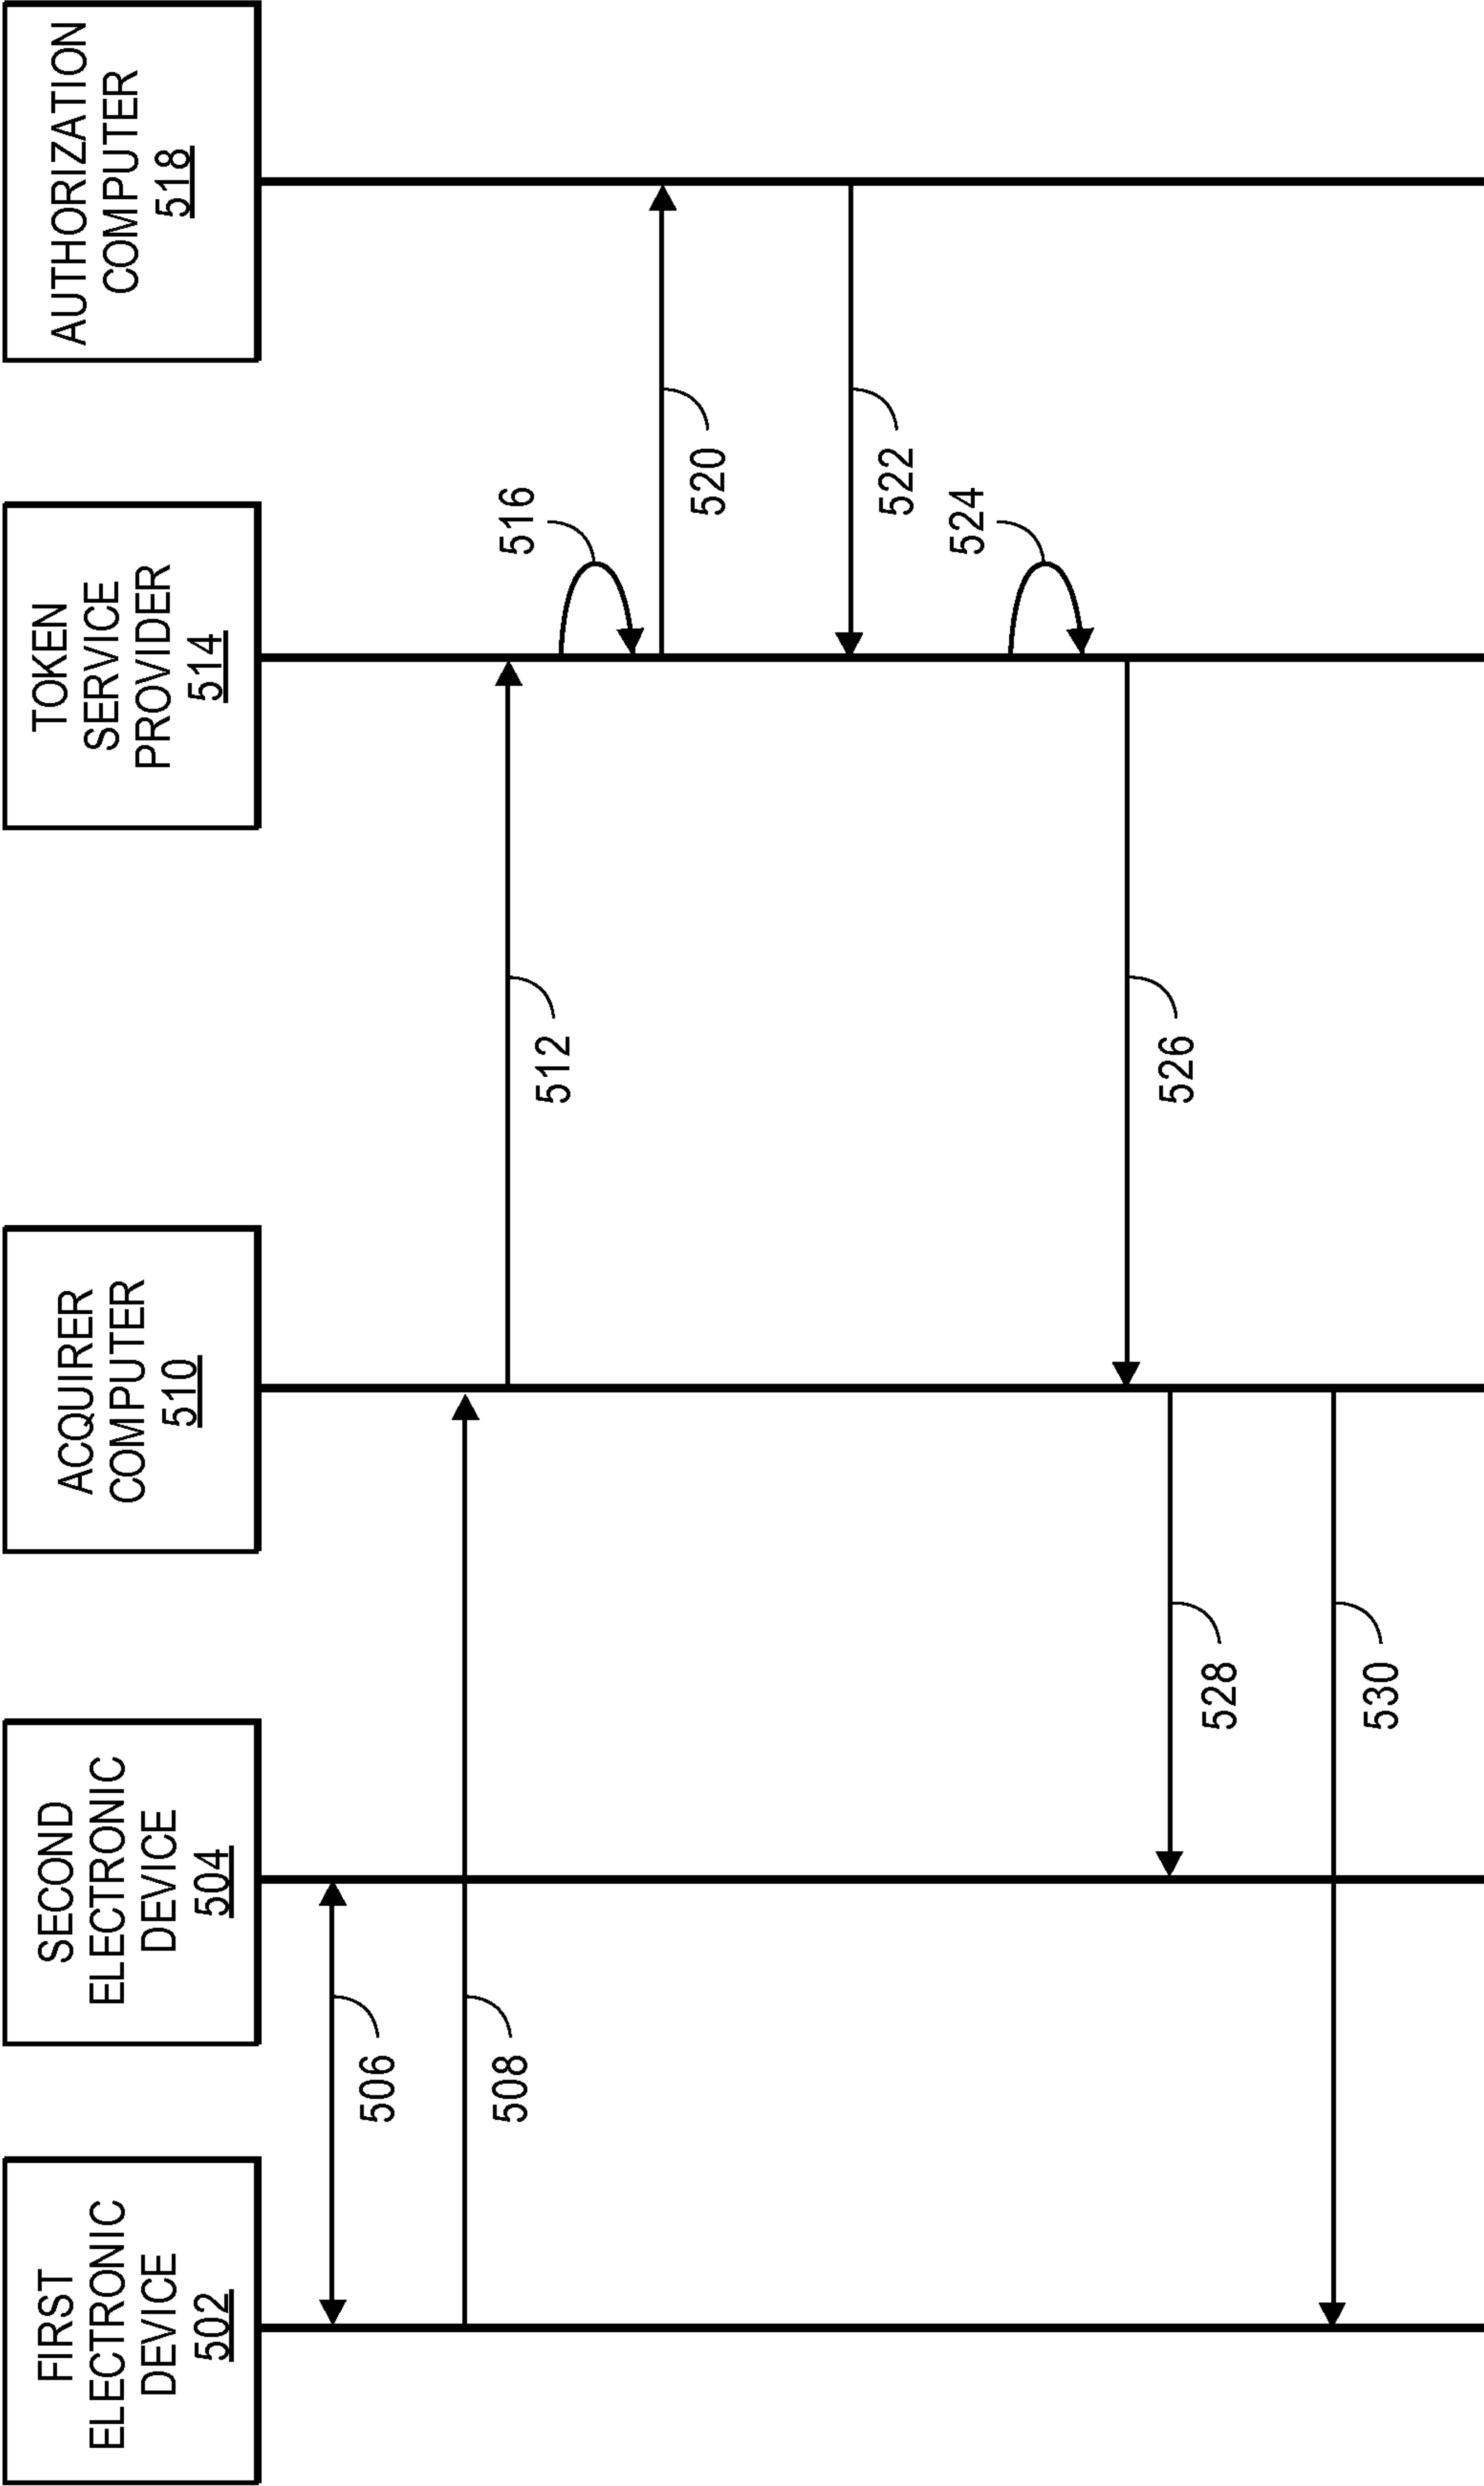 FIRST
ELECTRONIC
DEVICE
502
SECOND
ELECTRONIC
DEVICE
504
ACQUIRER
COMPUTER
510
TOKEN
SERVICE
PROVIDER
514
AUTHORIZATION
COMPUTER
518
506
508
512
516
520
522
524
526
528
530